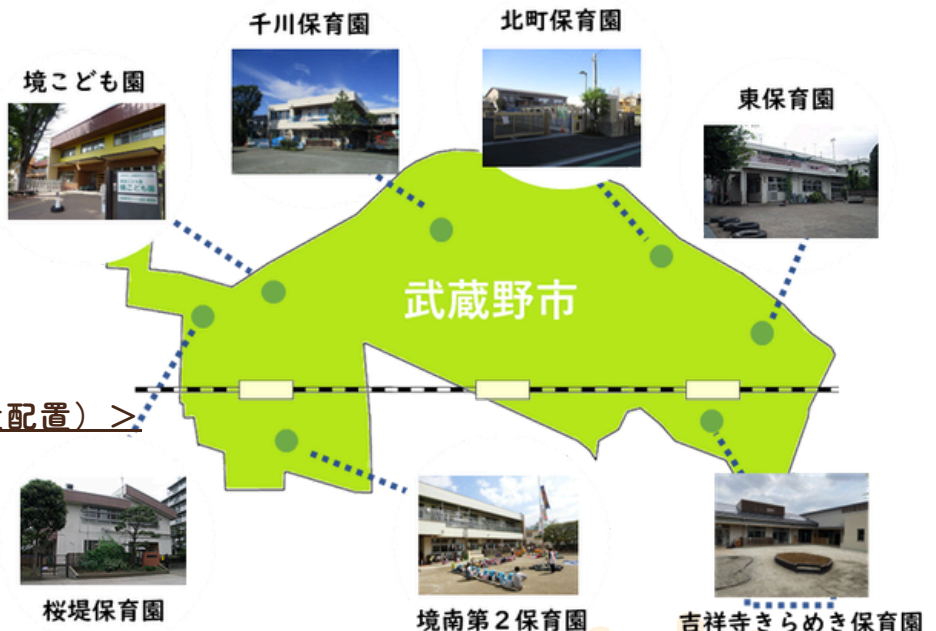 千川保育園
北町保育園
境こども園
東保育園
武蔵野市
配置）＞
桜堤保育園
境南第２保育園
吉祥寺きらめき保育園